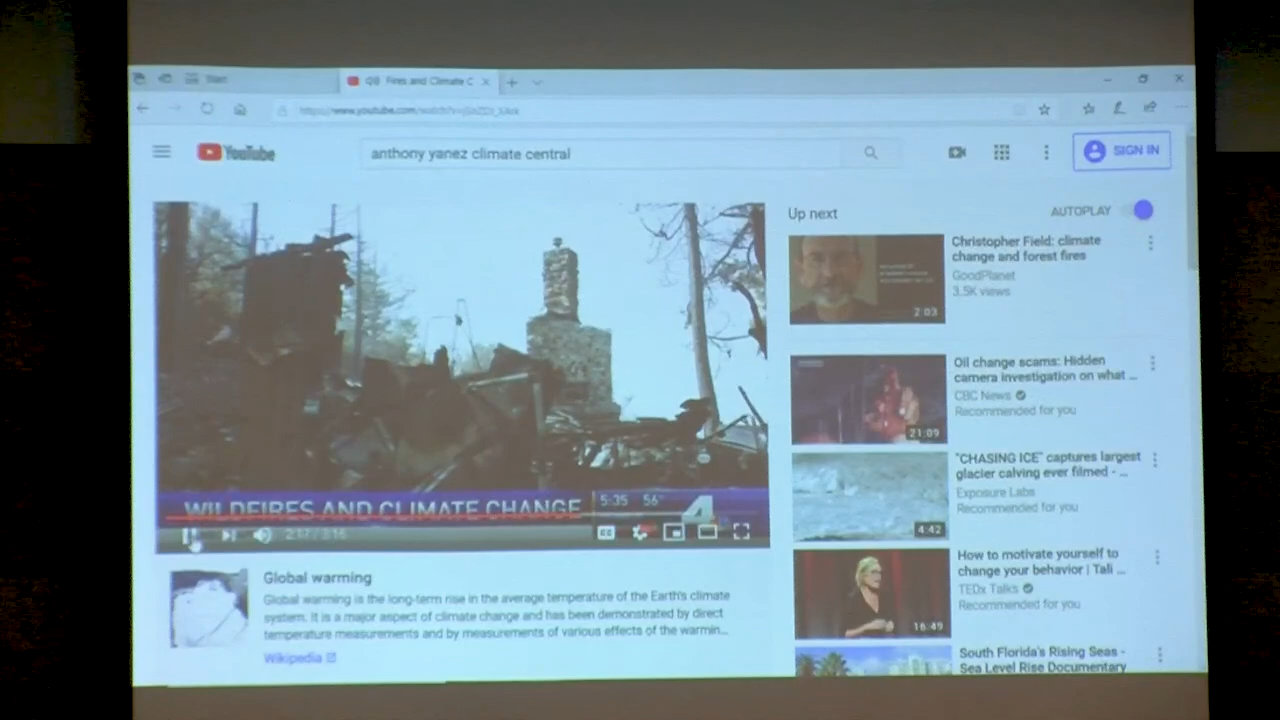 Start
Fires and Climate C
YouTube
anthony yanez climate central
SIGN IN
WILDFIRES AND CLIMATE CHANGE
5:35 56°
4
CC
Global warming
Global warming is the long-term rise in the average temperature of the Earth's climate
system. It is a major aspect of climate change and has been demonstrated by direct
temperature measurements and by measurements of various effects of the warmin...
Wikipedia
Up next
AUTOPLAY
Christopher Field: climate
change and forest fires
GoodPlanet
3.5K views
2:03
Oil change scams: Hidden
camera investigation on what ...
CBC News
Recommended for you
21:09
"CHASING ICE" captures largest
glacier calving ever filmed - ...
Exposure Labs
Recommended for you
4:42
How to motivate yourself to
change your behavior | Tali ...
TEDx Talks
Recommended for you
16:49
South Florida's Rising Seas -
Sea Level Rise Documentary